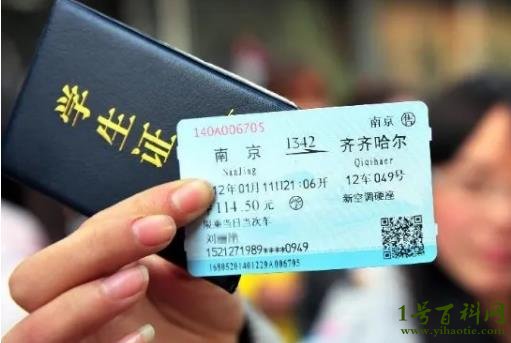 学生证
140A006705
南京 售
南京 1342 齐齐哈尔
NanJing Qiqihaer
12年01月11日21:06开 12车049号
114.50元 学 新空调硬座
限乘当日当次车
1521271989****0949
16805201401220A006705
1号百科网
www.yihaotie.com